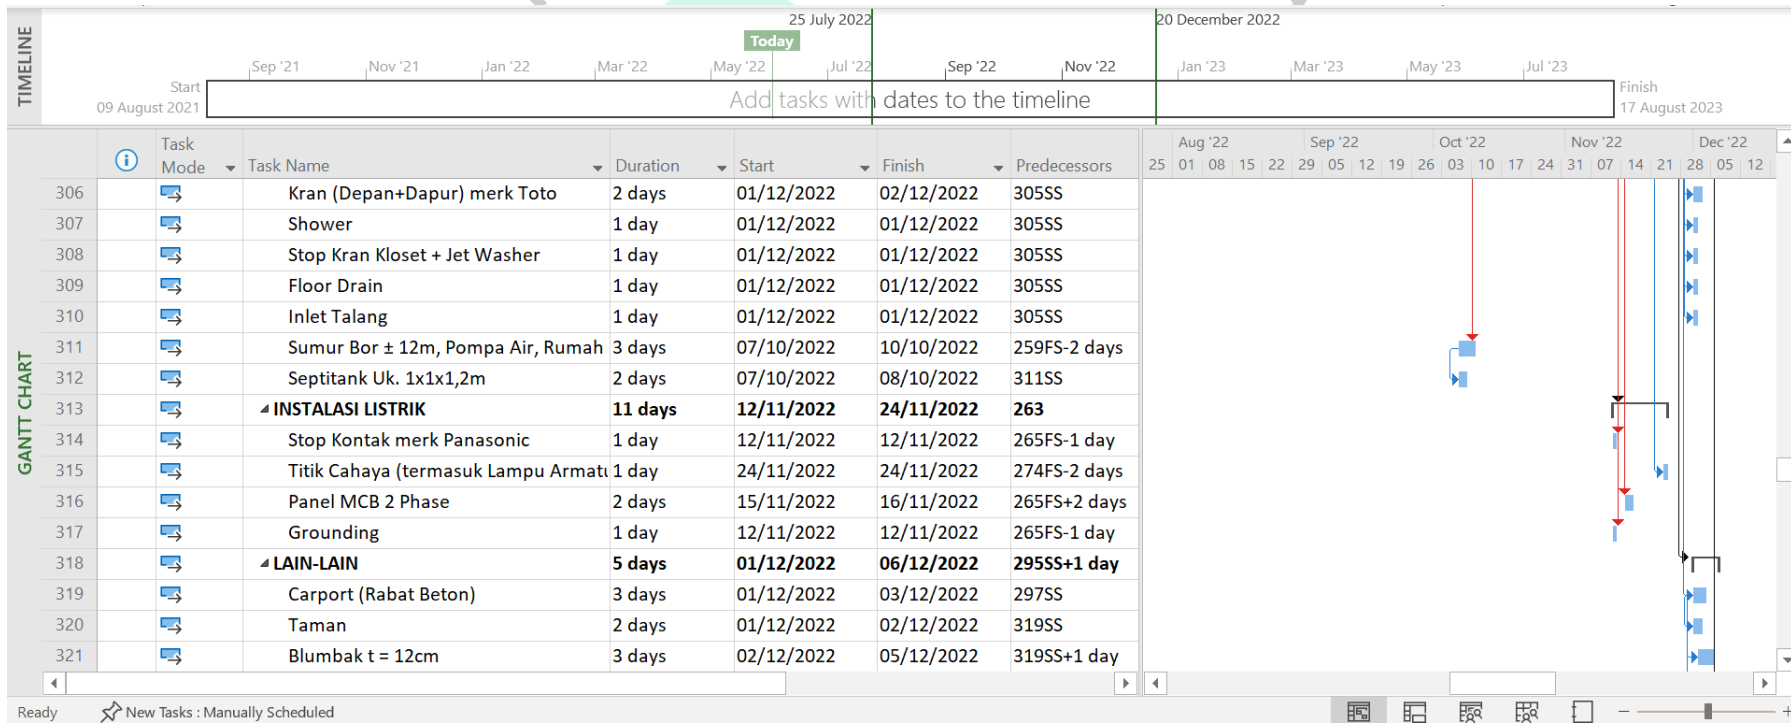 25 July 2022 20 December 2022
Today
Sep '21 Nov '21 Jan '22 Mar '22 May '22 Jul '22 Sep '22 Nov '22 Jan '23 Mar '23 May '23 Jul '23
Start Finish
09 August 2021 Add tasks with dates to the timeline 17 August 2023
TIMELINE
GANTT CHART
Task Mode Task Name Duration Start Finish Predecessors
Aug '22 Sep '22 Oct '22 Nov '22 Dec '22
25 01 08 15 22 29 05 12 19 26 03 10 17 24 31 07 14 21 28 05 12
306 Kran (Depan+Dapur) merk Toto 2 days 01/12/2022 02/12/2022 305SS
307 Shower 1 day 01/12/2022 01/12/2022 305SS
308 Stop Kran Kloset + Jet Washer 1 day 01/12/2022 01/12/2022 305SS
309 Floor Drain 1 day 01/12/2022 01/12/2022 305SS
310 Inlet Talang 1 day 01/12/2022 01/12/2022 305SS
311 Sumur Bor ± 12m, Pompa Air, Rumah 3 days 07/10/2022 10/10/2022 259FS-2 days
312 Septitank Uk. 1x1x1,2m 2 days 07/10/2022 08/10/2022 311SS
313 INSTALASI LISTRIK 11 days 12/11/2022 24/11/2022 263
314 Stop Kontak merk Panasonic 1 day 12/11/2022 12/11/2022 265FS-1 day
315 Titik Cahaya (termasuk Lampu Armatu 1 day 24/11/2022 24/11/2022 274FS-2 days
316 Panel MCB 2 Phase 2 days 15/11/2022 16/11/2022 265FS+2 days
317 Grounding 1 day 12/11/2022 12/11/2022 265FS-1 day
318 LAIN-LAIN 5 days 01/12/2022 06/12/2022 295SS+1 day
319 Carport (Rabat Beton) 3 days 01/12/2022 03/12/2022 297SS
320 Taman 2 days 01/12/2022 02/12/2022 319SS
321 Blumbak t = 12cm 3 days 02/12/2022 05/12/2022 319SS+1 day
Ready New Tasks : Manually Scheduled